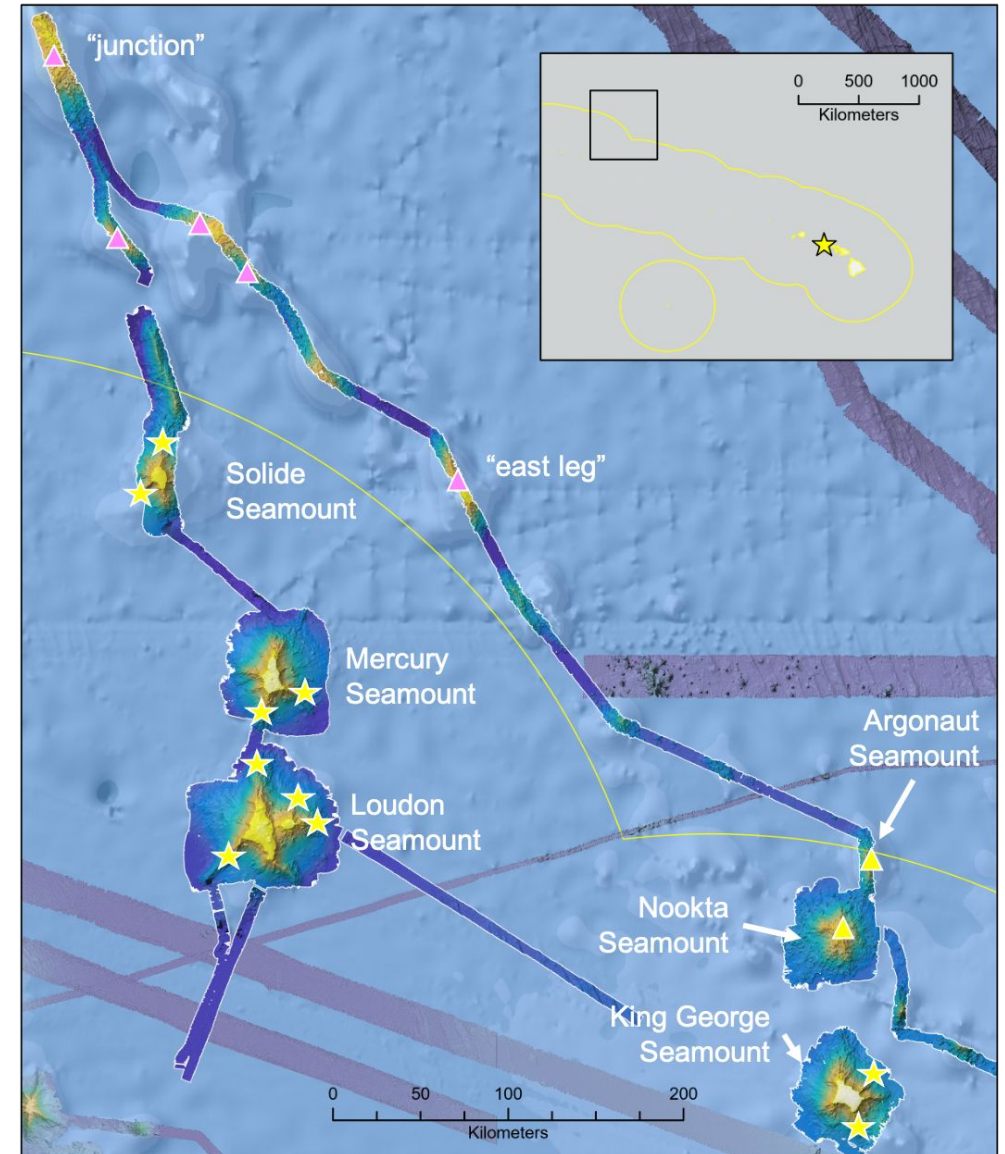 “junction”
0 500 1000
Kilometers
“east leg”
Solide
Seamount
Mercury
Seamount
Argonaut
Seamount
Loudon
Seamount
Nookta
Seamount
King George
Seamount
0 50 100 200
Kilometers